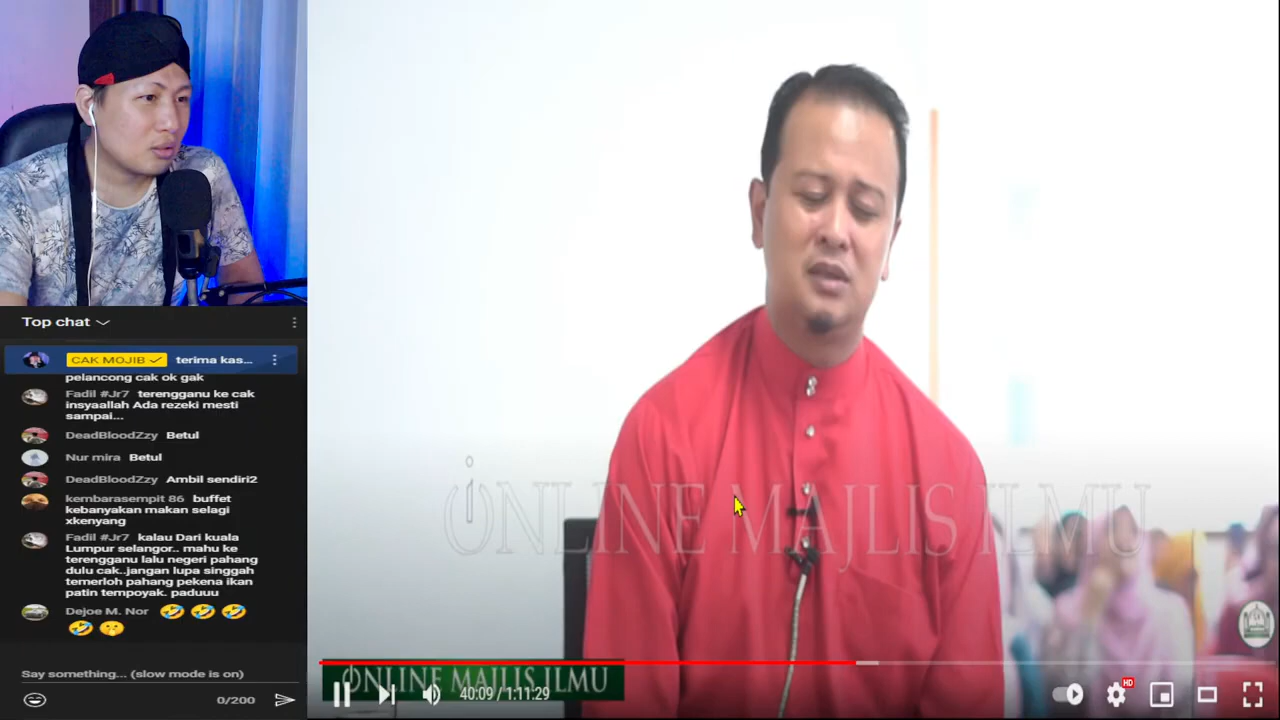 Top chat
CAK MOJIB terima kas...
pelancong cak ok gak
Fadil #Jr7 terengganu ke cak
insyaallah Ada rezeki mesti
sampai...
DeadBloodZzy Betul
Nur mira Betul
DeadBloodZzy Ambil sendiri2
kembarasempit 86 buffet
kebanyakan makan selagi
xkenyang
Fadil #Jr7 kalau Dari kuala
Lumpur selangor.. mahu ke
terengganu lalu negeri pahang
dulu cak..jangan lupa singgah
temerloh pahang pekena ikan
patin tempoyak. paduuu
Dejoe M. Nor 🤣🤣🤣
🤣🤫
Say something... (slow mode is on)
0/200
ONLINE MAJLIS ILMU
ONLINE MAJLIS ILMU
40:09 / 1:11:29
HD